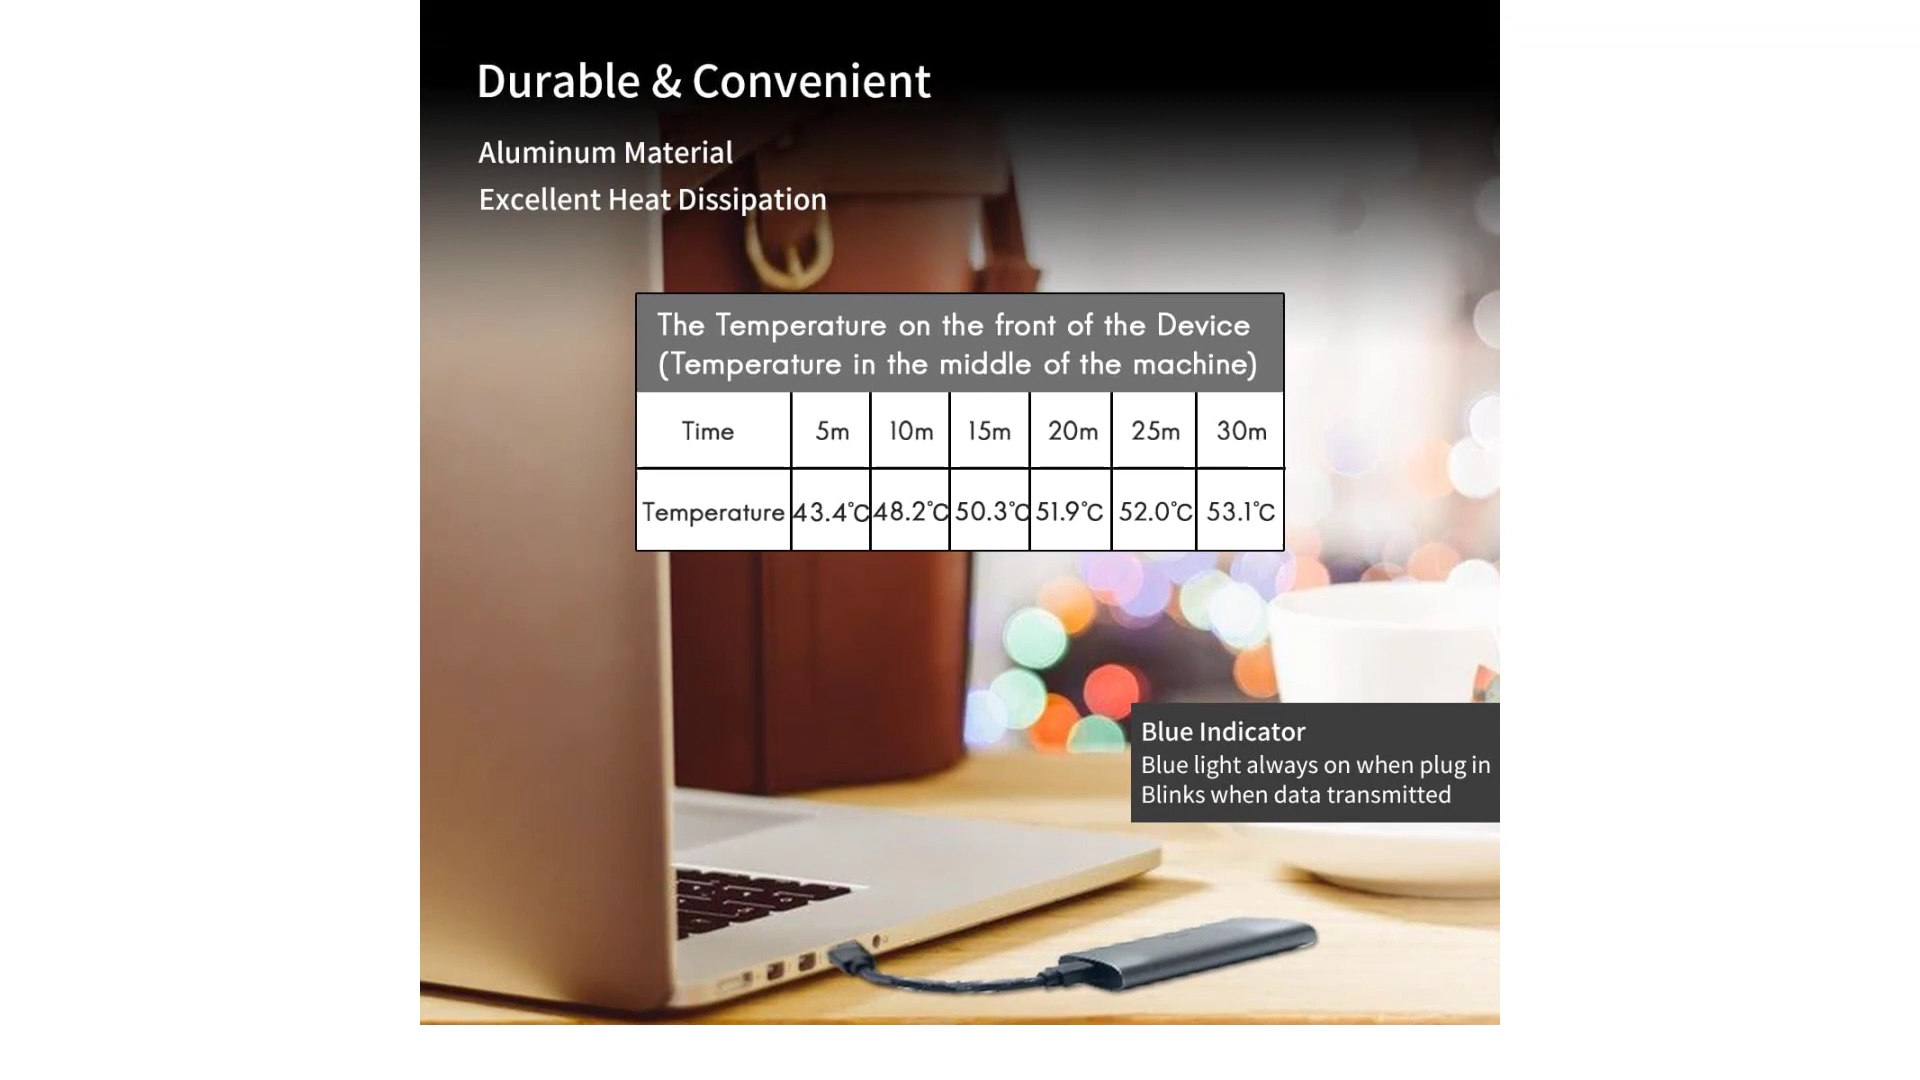 Durable & Convenient
Aluminum Material
Excellent Heat Dissipation
The Temperature on the front of the Device
(Temperature in the middle of the machine)
Time 5m 10m 15m 20m 25m 30m
Temperature 43.4℃ 48.2℃ 50.3℃ 51.9℃ 52.0℃ 53.1℃
Blue Indicator
Blue light always on when plug in
Blinks when data transmitted